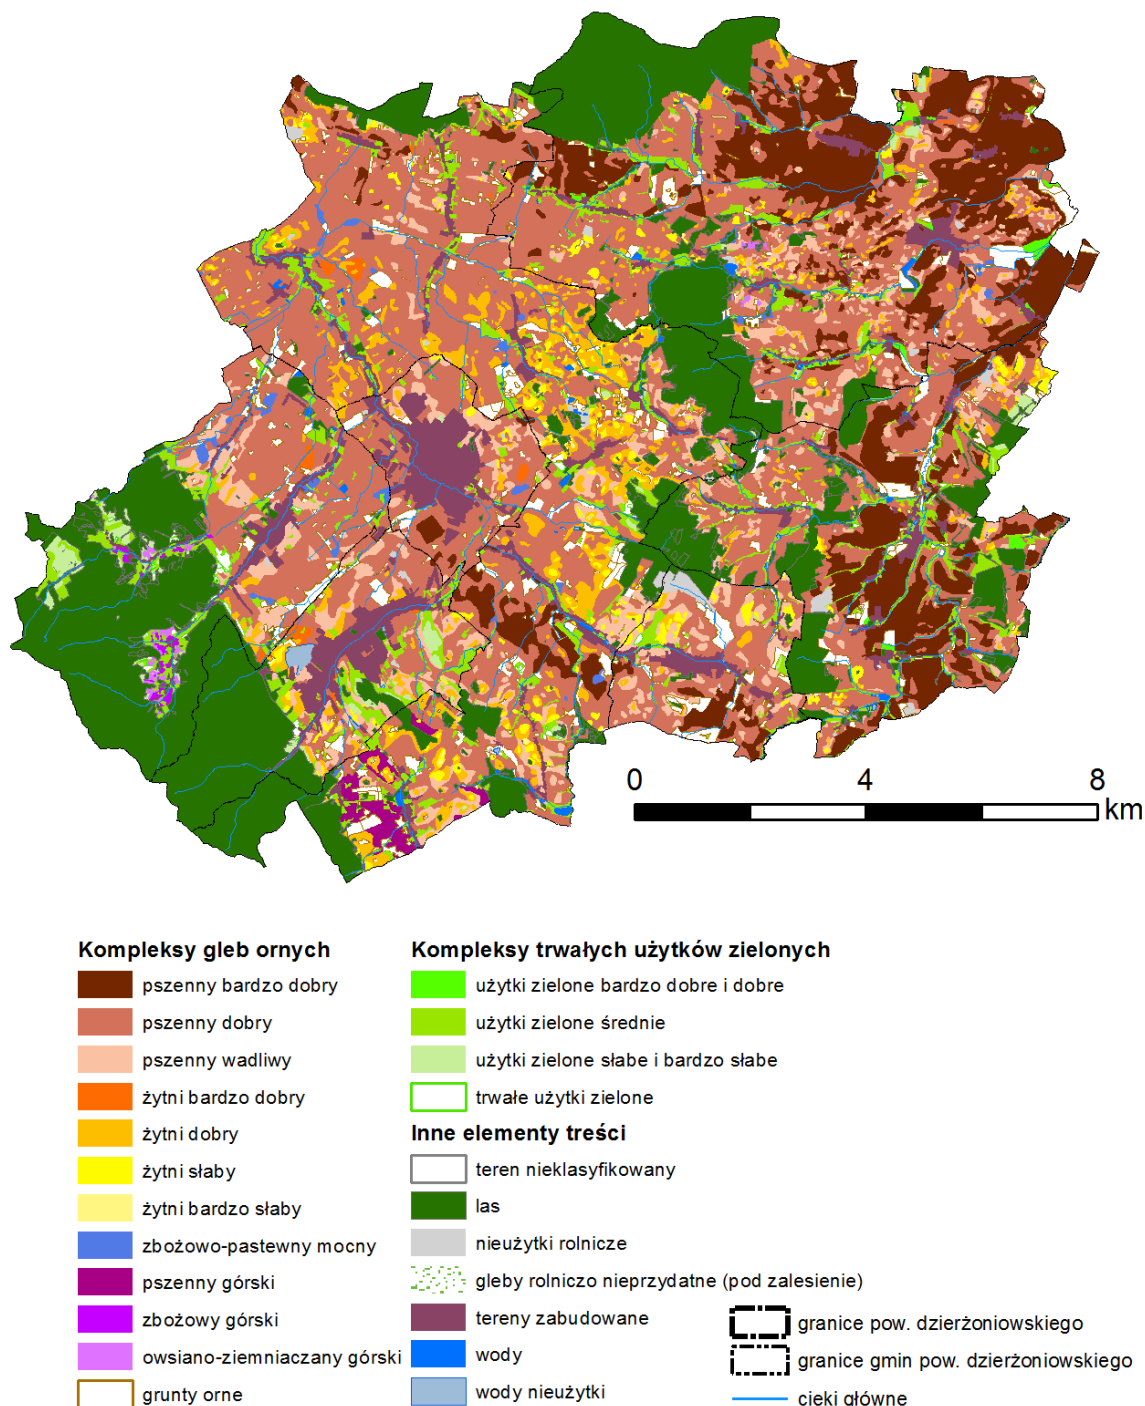 0 4 8
km
Kompleksy gleb ornych
pszenny bardzo dobry
pszenny dobry
pszenny wadliwy
żytni bardzo dobry
żytni dobry
żytni słaby
żytni bardzo słaby
zbożowo-pastewny mocny
pszenny górski
zbożowy górski
owsiano-ziemniaczany górski
grunty orne
Kompleksy trwałych użytków zielonych
użytki zielone bardzo dobre i dobre
użytki zielone średnie
użytki zielone słabe i bardzo słabe
trwałe użytki zielone
Inne elementy treści
teren nieklasyfikowany
las
nieużytki rolnicze
gleby rolniczo nieprzydatne (pod zalesienie)
tereny zabudowane
wody
wody nieużytki
granice pow. dzierżoniowskiego
granice gmin pow. dzierżoniowskiego
cieki główne